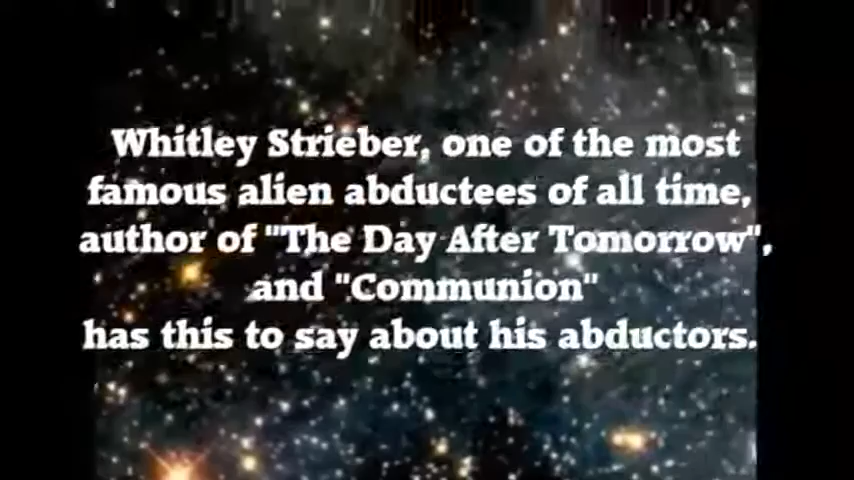 Whitley Strieber, one of the most
famous alien abductees of all time,
author of "The Day After Tomorrow",
and "Communion"
has this to say about his abductors.